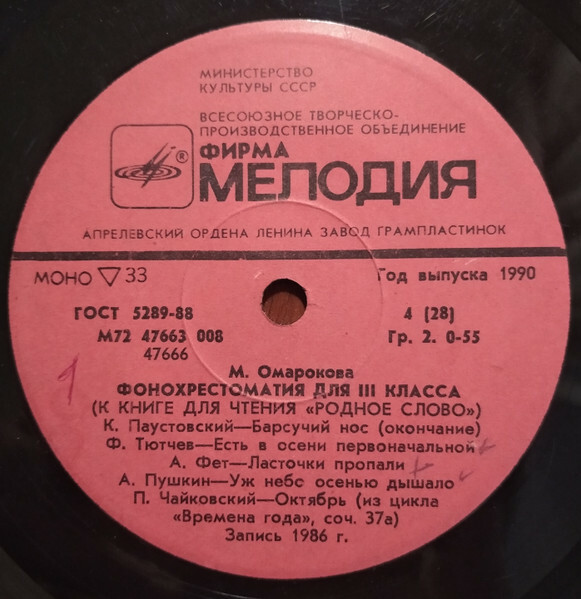 МИНИСТЕРСТВО
КУЛЬТУРЫ СССР
ВСЕСОЮЗНОЕ ТВОРЧЕСКО-
ПРОИЗВОДСТВЕННОЕ ОБЪЕДИНЕНИЕ
®
ФИРМА
МЕЛОДИЯ
АПРЕЛЕВСКИЙ ОРДЕНА ЛЕНИНА ЗАВОД ГРАМПЛАСТИНОК
МОНО ▽ 33
Год выпуска 1990
ГОСТ 5289-88
4 (28)
М72 47663 008
Гр. 2. 0-55
47666
1
М. Омарокова
ФОНОХРЕСТОМАТИЯ ДЛЯ III КЛАССА
(К КНИГЕ ДЛЯ ЧТЕНИЯ «РОДНОЕ СЛОВО»)
К. Паустовский—Барсучий нос (окончание)
Ф. Тютчев—Есть в осени первоначальной
А. Фет—Ласточки пропали
А. Пушкин—Уж небо осенью дышало
П. Чайковский—Октябрь (из цикла
«Времена года», соч. 37а)
Запись 1986 г.